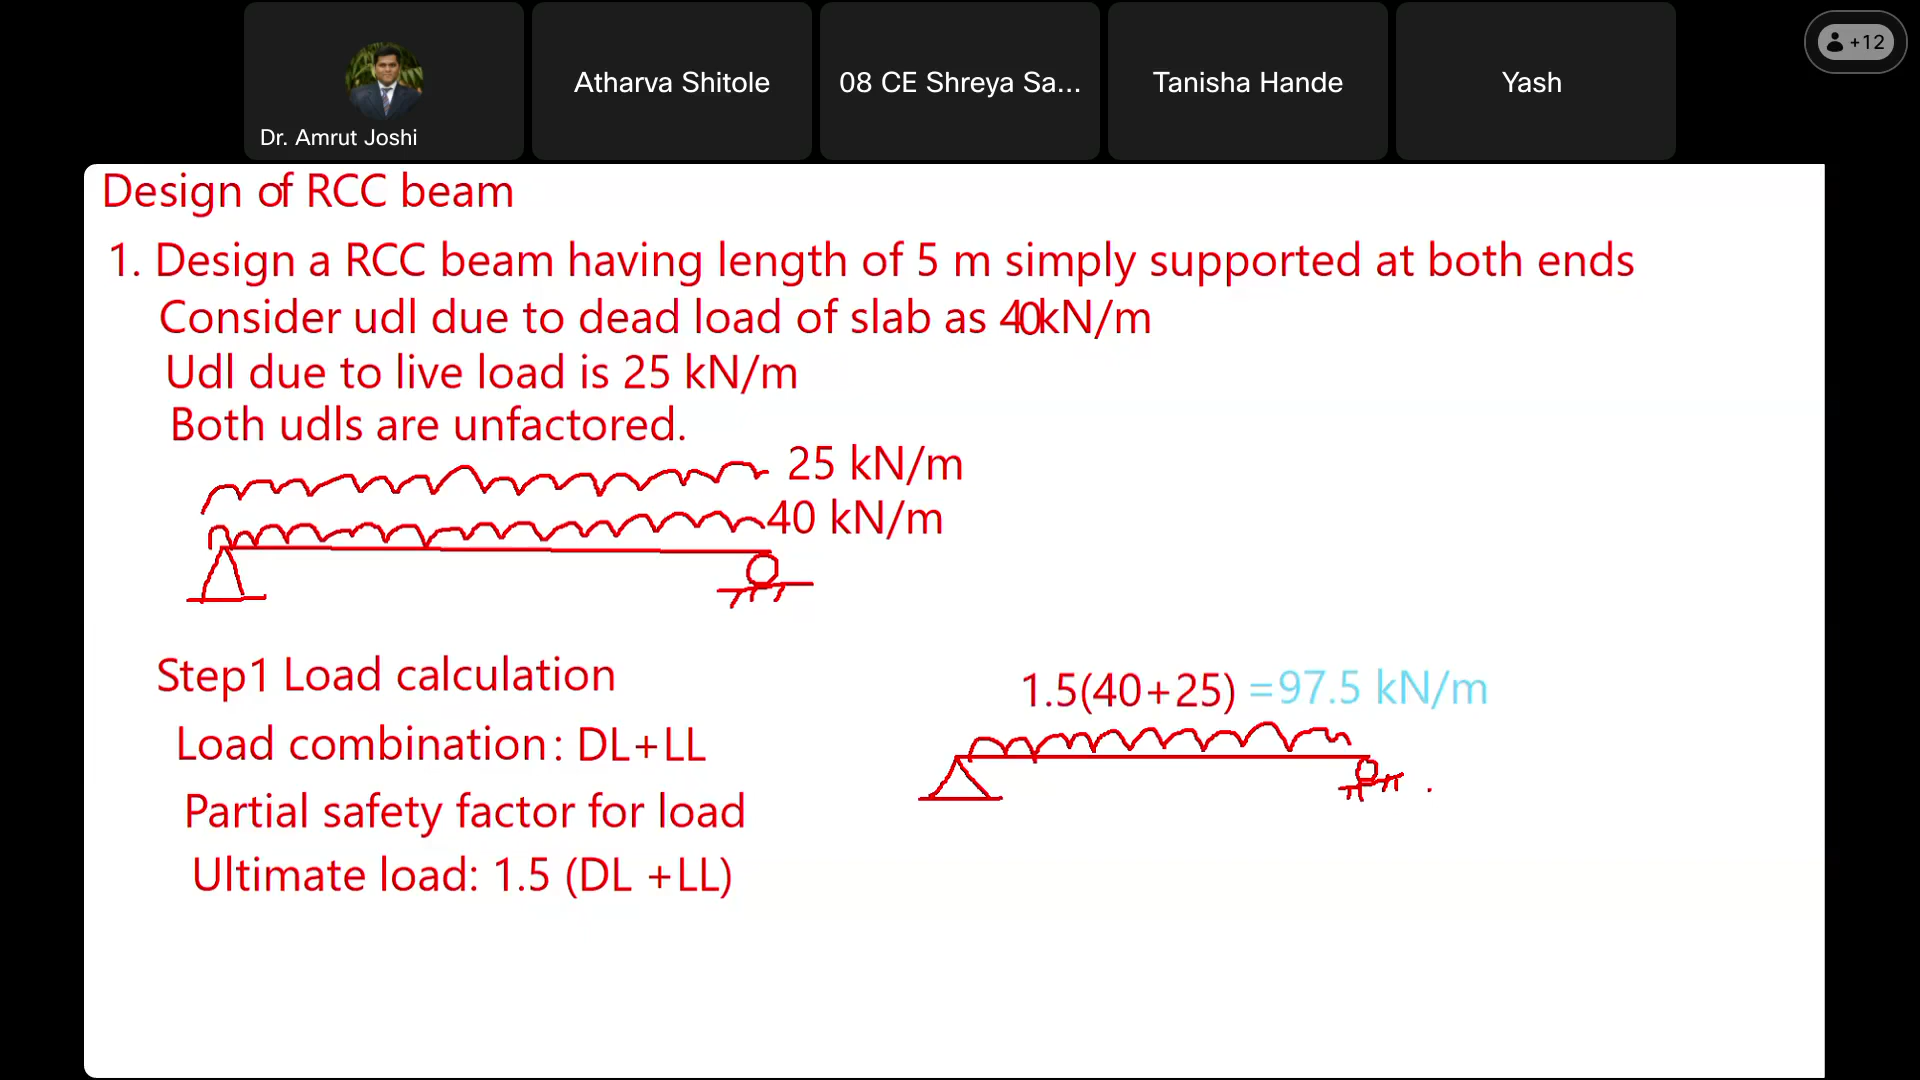 Dr. Amrut Joshi
Atharva Shitole
08 CE Shreya Sa...
Tanisha Hande
Yash
+12
Design of RCC beam
1. Design a RCC beam having length of 5 m simply supported at both ends
Consider udl due to dead load of slab as 40kN/m
Udl due to live load is 25 kN/m
Both udls are unfactored.
25 kN/m
40 kN/m
Step1 Load calculation
1.5(40+25) =97.5 kN/m
Load combination: DL+LL
Partial safety factor for load
Ultimate load: 1.5 (DL +LL)